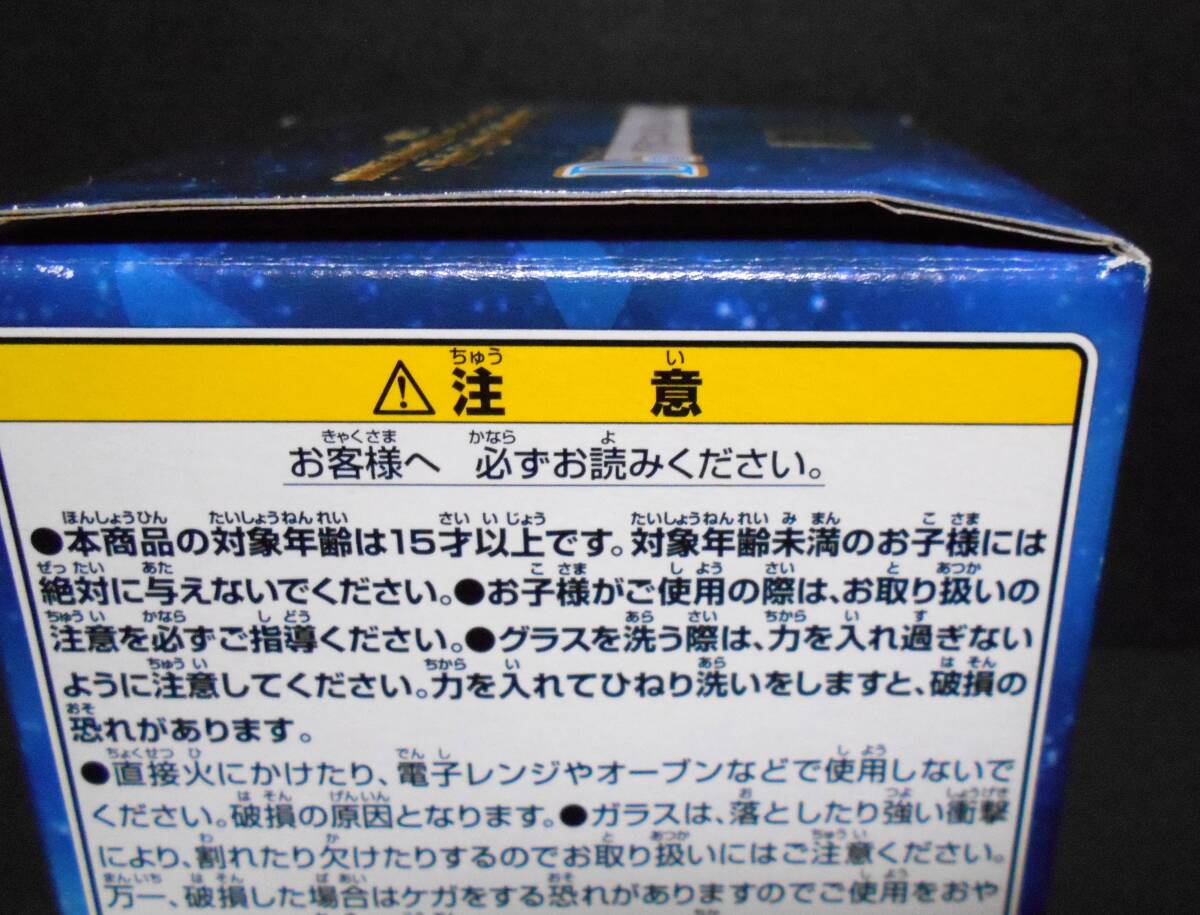 注意
お客様へ 必ずお読みください。
●本商品の対象年齢は15才以上です。対象年齢未満のお子様には
絶対に与えないでください。●お子様がご使用の際は、お取り扱いの
注意を必ずご指導ください。●グラスを洗う際は、力を入れ過ぎない
ように注意してください。力を入れてひねり洗いをしますと、破損の
恐れがあります。
●直接火にかけたり、電子レンジやオーブンなどで使用しないで
ください。破損の原因となります。●ガラスは、落としたり強い衝撃
により、割れたり欠けたりするのでお取り扱いにはご注意ください。
万一、破損した場合はケガをする恐れがありますのでご使用をおや